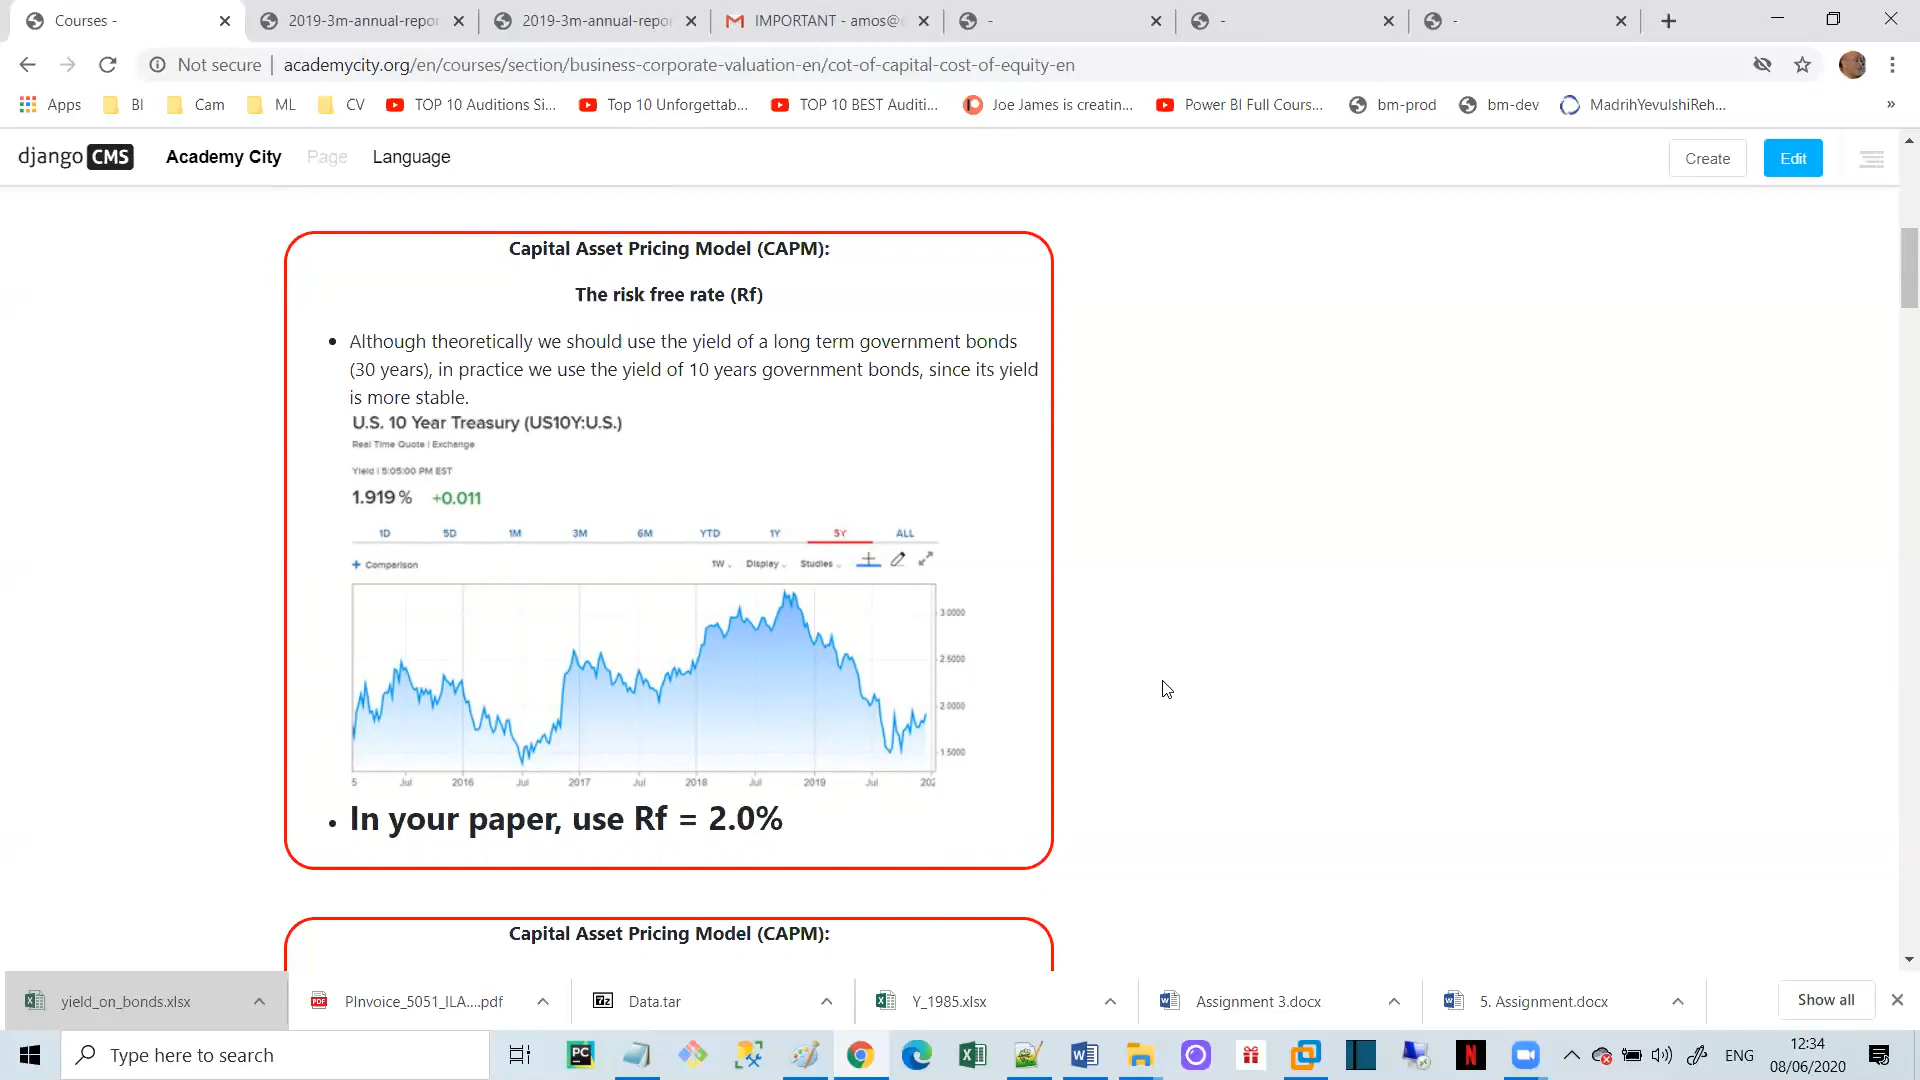 Courses -
2019-3m-annual-repor
2019-3m-annual-repor
IMPORTANT - amos@
-
-
-
Not secure
academycity.org/en/courses/section/business-corporate-valuation-en/cot-of-capital-cost-of-equity-en
Apps
BI
Cam
ML
CV
TOP 10 Auditions Si...
Top 10 Unforgettab...
TOP 10 BEST Auditi...
Joe James is creatin...
Power BI Full Cours...
bm-prod
bm-dev
MadrihYevulshiReh...
»
django CMS
Academy City
Page
Language
Create
Edit
Capital Asset Pricing Model (CAPM):
The risk free rate (Rf)
• Although theoretically we should use the yield of a long term government bonds
(30 years), in practice we use the yield of 10 years government bonds, since its yield
is more stable.
U.S. 10 Year Treasury (US10Y:U.S.)
Real Time Quote | Exchange
Yield | 5:05:00 PM EST
1.919% +0.011
1D 5D 1M 3M 6M YTD 1Y 5Y ALL
+ Comparison
1W Display Studies
3.0000
2.5000
2.0000
1.5000
5 Jul 2016 Jul 2017 Jul 2018 Jul 2019 Jul 202
• In your paper, use Rf = 2.0%
Capital Asset Pricing Model (CAPM):
yield_on_bonds.xlsx
PDF
PInvoice_5051_ILA....pdf
7z
Data.tar
Y_1985.xlsx
Assignment 3.docx
5. Assignment.docx
Show all
Type here to search
PC
N
ENG
12:34
08/06/2020